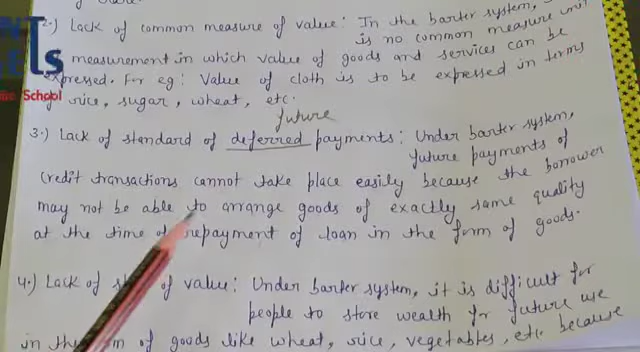 2.) Lack of common measure of value: In the barter system,
is no common measure unit
measurement in which value of goods and services can be
expressed. For eg: Value of cloth is to be expressed in terms
of rice, sugar, wheat, etc.
School
future
3.) Lack of standard of deferred payments: Under barter system,
future payments of
Credit transactions cannot take place easily because the borrower
may not be able to arrange goods of exactly same quality
at the time of repayment of loan in the form of goods.
4.) Lack of of value: Under barter system, it is difficult for
people to store wealth for future use
in the of goods like wheat, rice, vegetables, etc. because